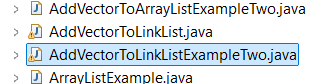 AddVectorToArrayListExampleTwo.java
AddVectorToLinkList.java
AddVectorToLinkListExampleTwo.java
ArrayListExample.java